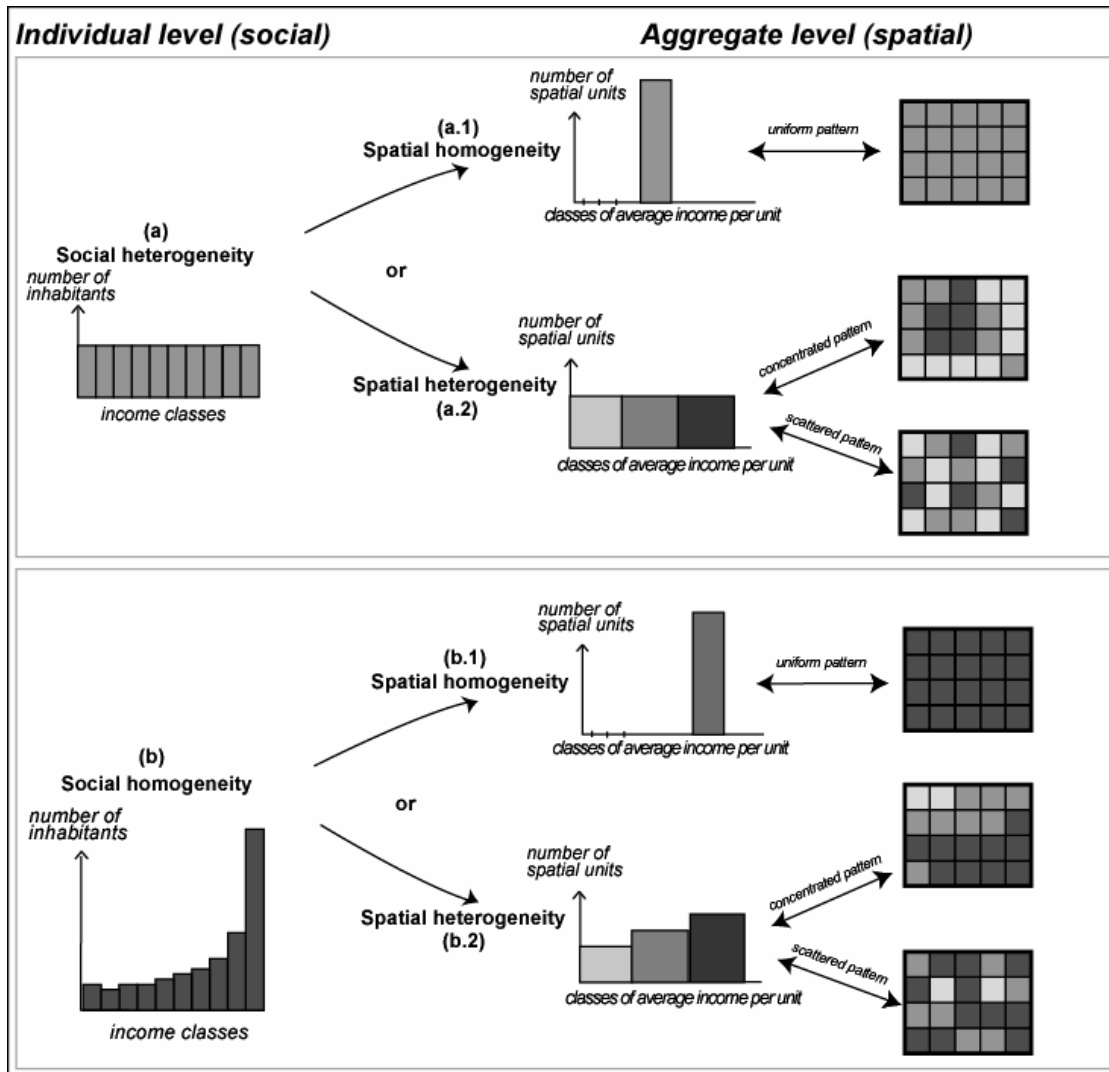 Individual level (social)
Aggregate level (spatial)
number of
spatial units
(a.1)
Spatial homogeneity
uniform pattern
classes of average income per unit
(a)
Social heterogeneity
number of
inhabitants
income classes
or
number of
spatial units
Spatial heterogeneity
(a.2)
classes of average income per unit
concentrated pattern
scattered pattern
number of
spatial units
(b.1)
Spatial homogeneity
uniform pattern
classes of average income per unit
(b)
Social homogeneity
number of
inhabitants
income classes
or
number of
spatial units
Spatial heterogeneity
(b.2)
classes of average income per unit
concentrated pattern
scattered pattern